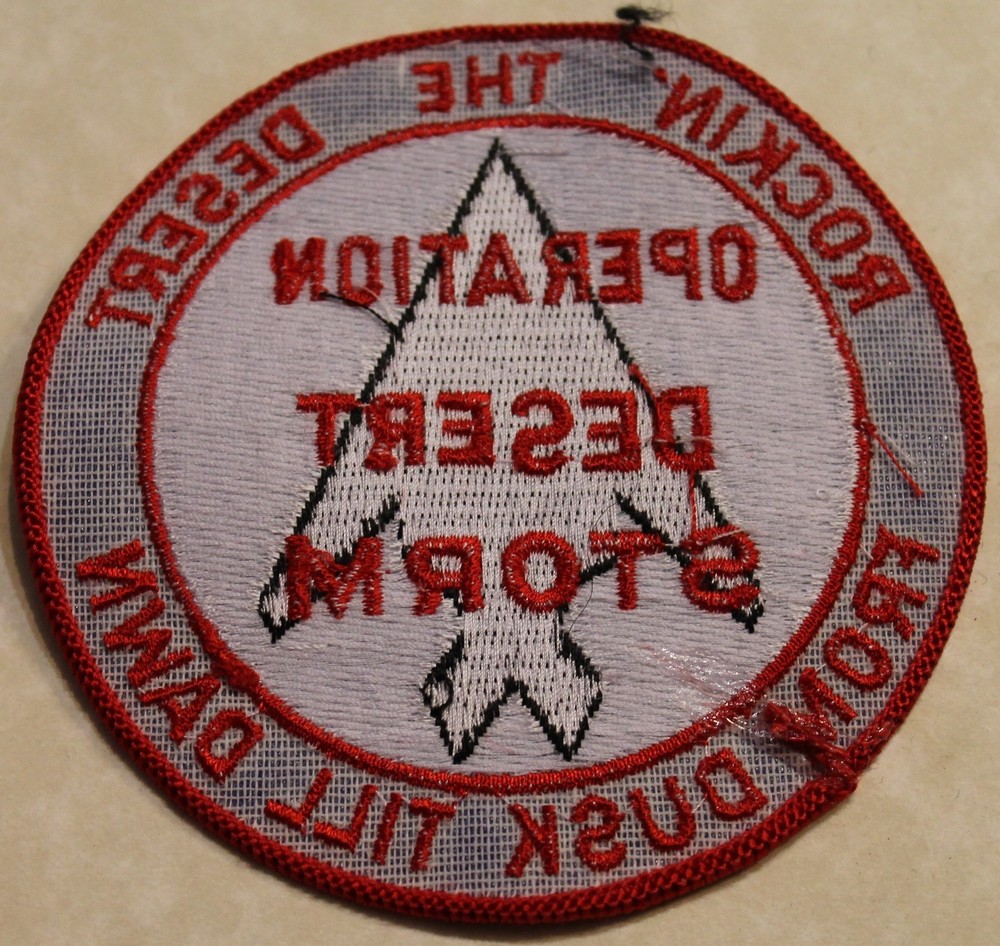 ROCKIN' THE DESERT
OPERATION
DESERT
STORM
FROM DUSK TILL DAWN